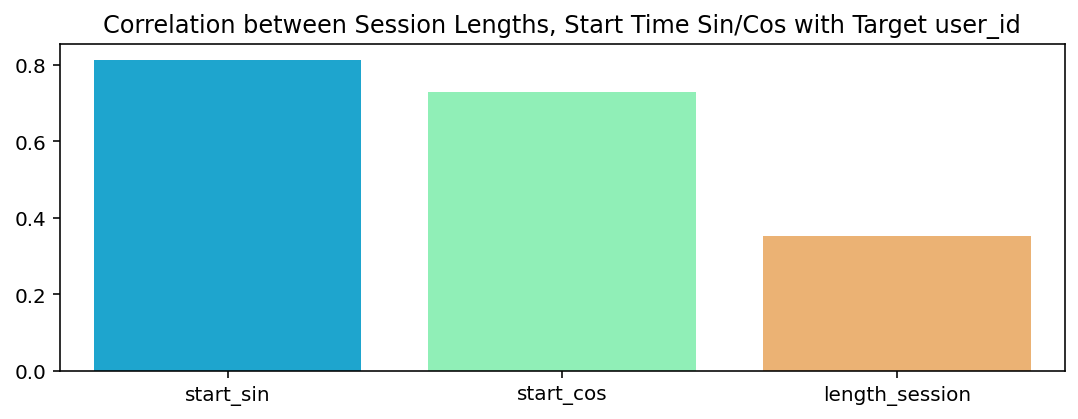 Correlation between Session Lengths, Start Time Sin/Cos with Target user_id
0.8
0.6
0.4
0.2
0.0
start_sin start_cos length_session